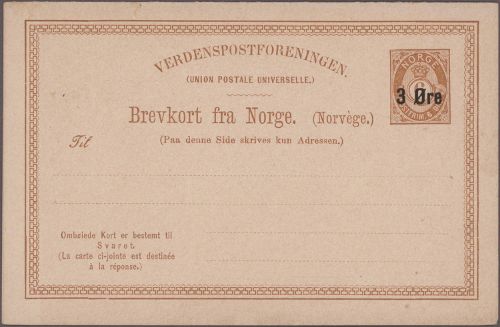 VERDENSPOSTFORENINGEN.
(UNION POSTALE UNIVERSELLE.)
Brevkort fra Norge. (Norvège.)
(Paa denne Side skrives kun Adressen.)
NORGE
3 Øre
Til
Ombøiede Kort er bestemt til
Svaret.
(La carte ci-jointe est destinée
à la réponse.)